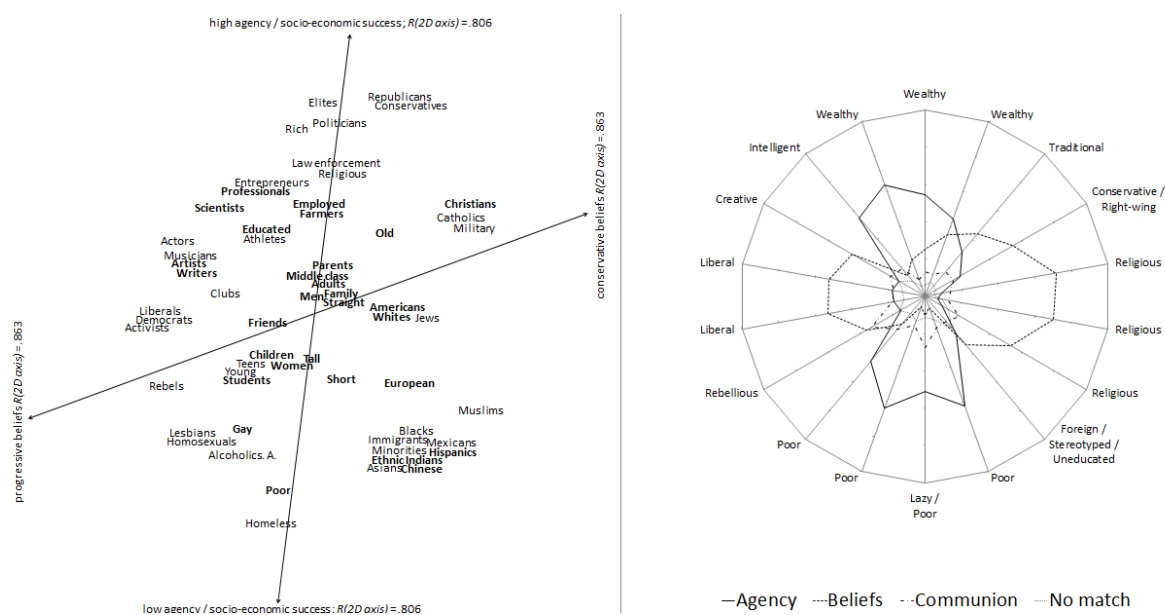 high agency / socio-economic success; R(2D axis) = .806
Republicans
Elites
Conservatives
Rich
Politicians
Law enforcement
Religious
Entrepreneurs
Professionals
Scientists
Employed
Farmers
Christians
Catholics
Military
Educated
Athletes
Old
Actors
Musicians
Artists
Writers
Parents
Middle class
Adults
Clubs
Men
Family
Straight
Americans
Whites
Jews
Liberals
Democrats
Activists
Friends
Children
Tall
Teens
Women
Young
Students
Rebels
Short
European
Muslims
Lesbians
Gay
Homosexuals
Alcoholics. A.
Blacks
Immigrants
Mexicans
Minorities
Hispanics
Ethnic
Indians
Asians
Chinese
Poor
Homeless
low agency / socio-economic success; R(2D axis) = .806
progressive beliefs R(2D axis) = .863
conservative beliefs R(2D axis) = .863
Wealthy
Wealthy
Wealthy
Intelligent
Traditional
Creative
Conservative /
Right-wing
Liberal
Religious
Liberal
Religious
Rebellious
Religious
Poor
Foreign /
Stereotyped /
Uneducated
Poor
Poor
Lazy /
Poor
Agency
Beliefs
Communion
No match